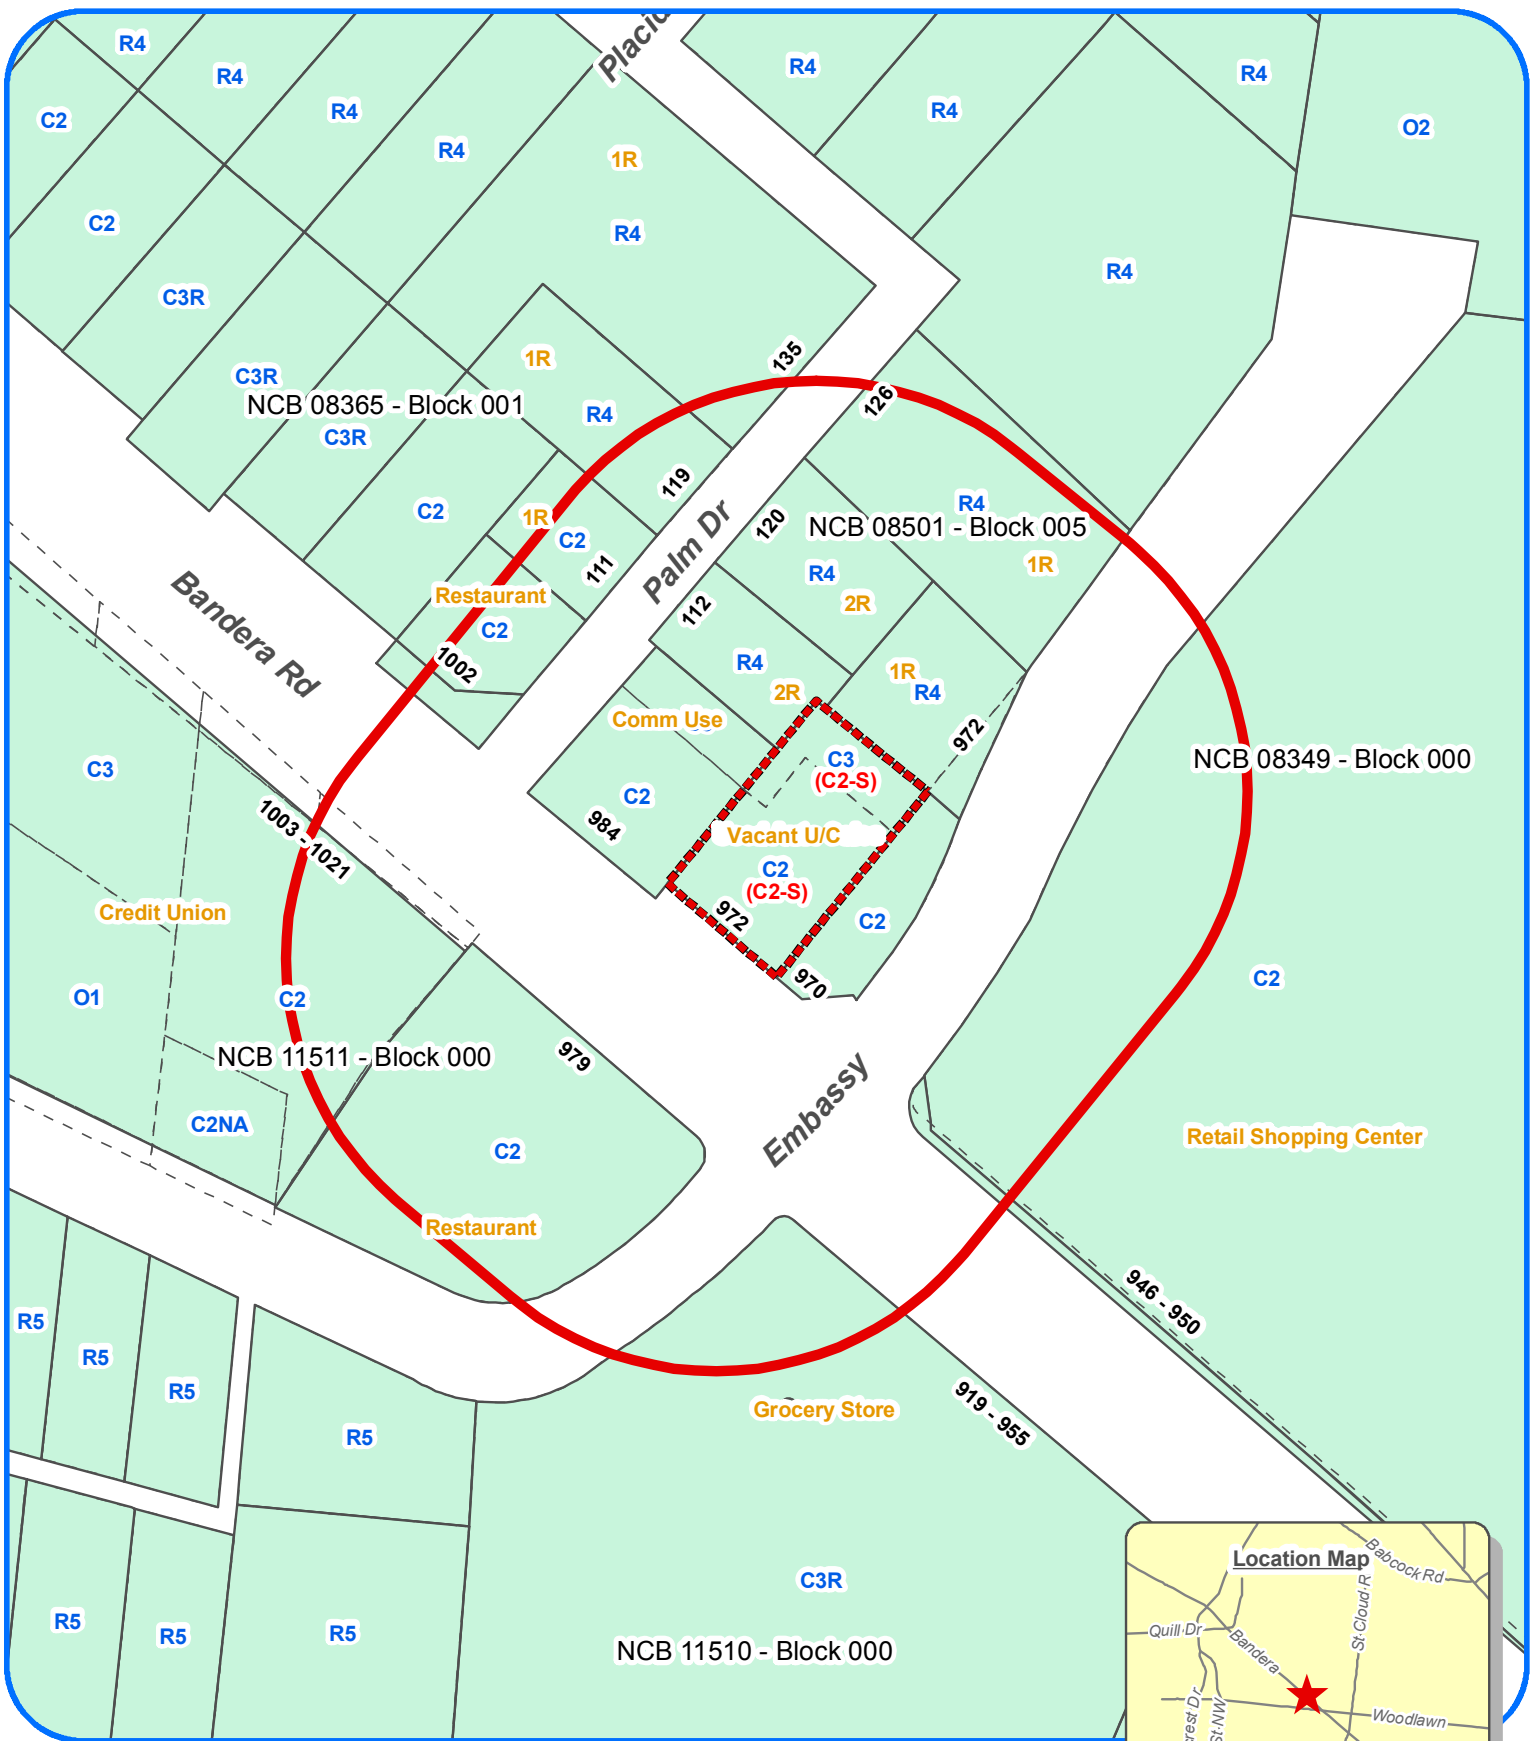 Placid
R4
R4
R4
R4
R4
R4
R4
C2
O2
1R
C2
R4
R4
C3R
135
1R
C3R
126
NCB 08365 - Block 001
R4
C3R
119
R4
C2
1R
120
NCB 08501 - Block 005
C2
Palm Dr
111
1R
R4
Restaurant
2R
112
Bandera Rd
C2
1002
R4
1R
2R
R4
Comm Use
972
C3
NCB 08349 - Block 000
C3
(C2-S)
C2
984
Vacant U/C
1003 - 1021
C2
(C2-S)
Credit Union
972
C2
C2
970
O1
C2
NCB 11511 - Block 000
979
Embassy
C2NA
C2
Retail Shopping Center
Restaurant
946 - 950
R5
R5
R5
Grocery Store
919 - 955
R5
C3R
R5
R5
R5
NCB 11510 - Block 000
Location Map
Babcock Rd
St Cloud R
Quill Dr
Bandera
Woodlawn
crest Dr
St NW